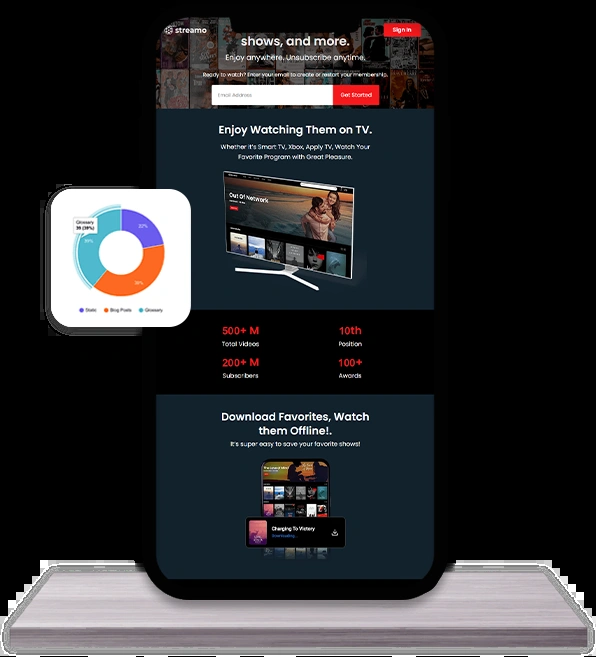 streamo
Sign In
shows, and more.
Enjoy anywhere, Unsubscribe anytime.
Ready to watch? Enter your email to create or restart your membership.
Email Address
Get Started
Enjoy Watching Them on TV.
Whether it's Smart TV, Xbox, Apply TV, Watch Your
Favorite Program with Great Pleasure.
Out Of Network
Glossary
39 (39%)
22%
39%
39%
Static
Blog Posts
Glossary
500+ M
Total Videos
10th
Position
200+ M
Subscribers
100+
Awards
Download Favorites, Watch
them Offline!.
It's super easy to save your favorite shows!
Changing To Victory
Downloading...